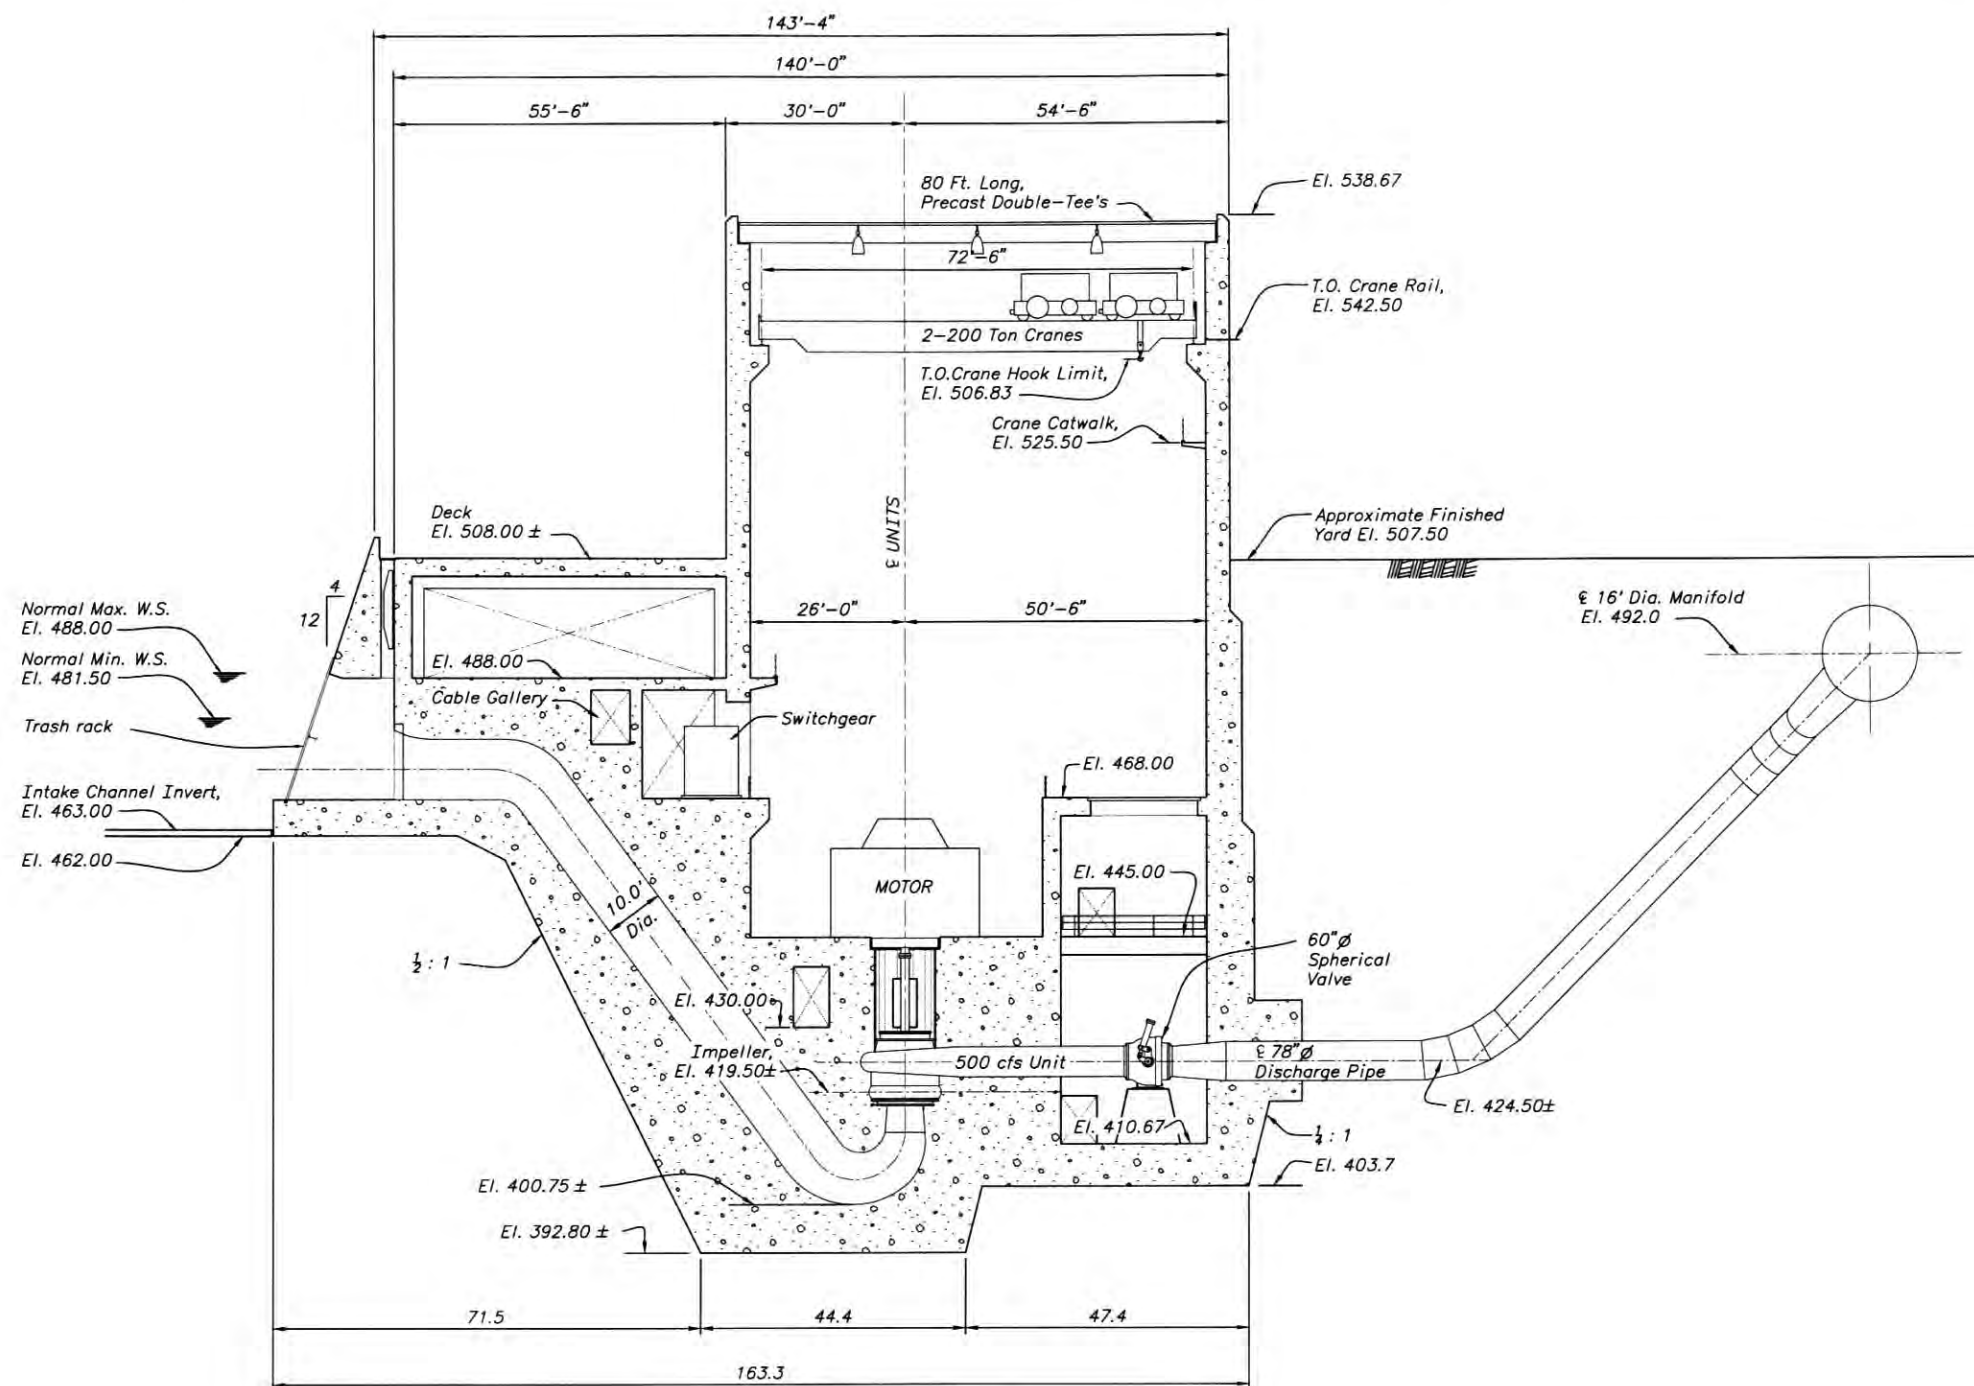 143'-4"
140'-0"
55'-6"
30'-0"
54'-6"
80 Ft. Long,
Precast Double-Tee's
El. 538.67
72'-6"
T.O. Crane Rail,
El. 542.50
2-200 Ton Cranes
T.O.Crane Hook Limit,
El. 506.83
Crane Catwalk,
El. 525.50
UNITS
Deck
El. 508.00 ±
Approximate Finished
Yard El. 507.50
4
12
Normal Max. W.S.
El. 488.00
Normal Min. W.S.
El. 481.50
26'-0"
50'-6"
℄ 16' Dia. Manifold
El. 492.0
El. 488.00
Cable Gallery
Switchgear
Trash rack
Intake Channel Invert,
El. 463.00
El. 462.00
El. 468.00
10.0'
Dia.
MOTOR
El. 445.00
½ : 1
60"Ø
Spherical
Valve
El. 430.00
Impeller,
El. 419.50±
500 cfs Unit
℄ 78"Ø
Discharge Pipe
El. 424.50±
El. 410.67
¼ : 1
El. 403.7
El. 400.75 ±
El. 392.80 ±
71.5
44.4
47.4
163.3